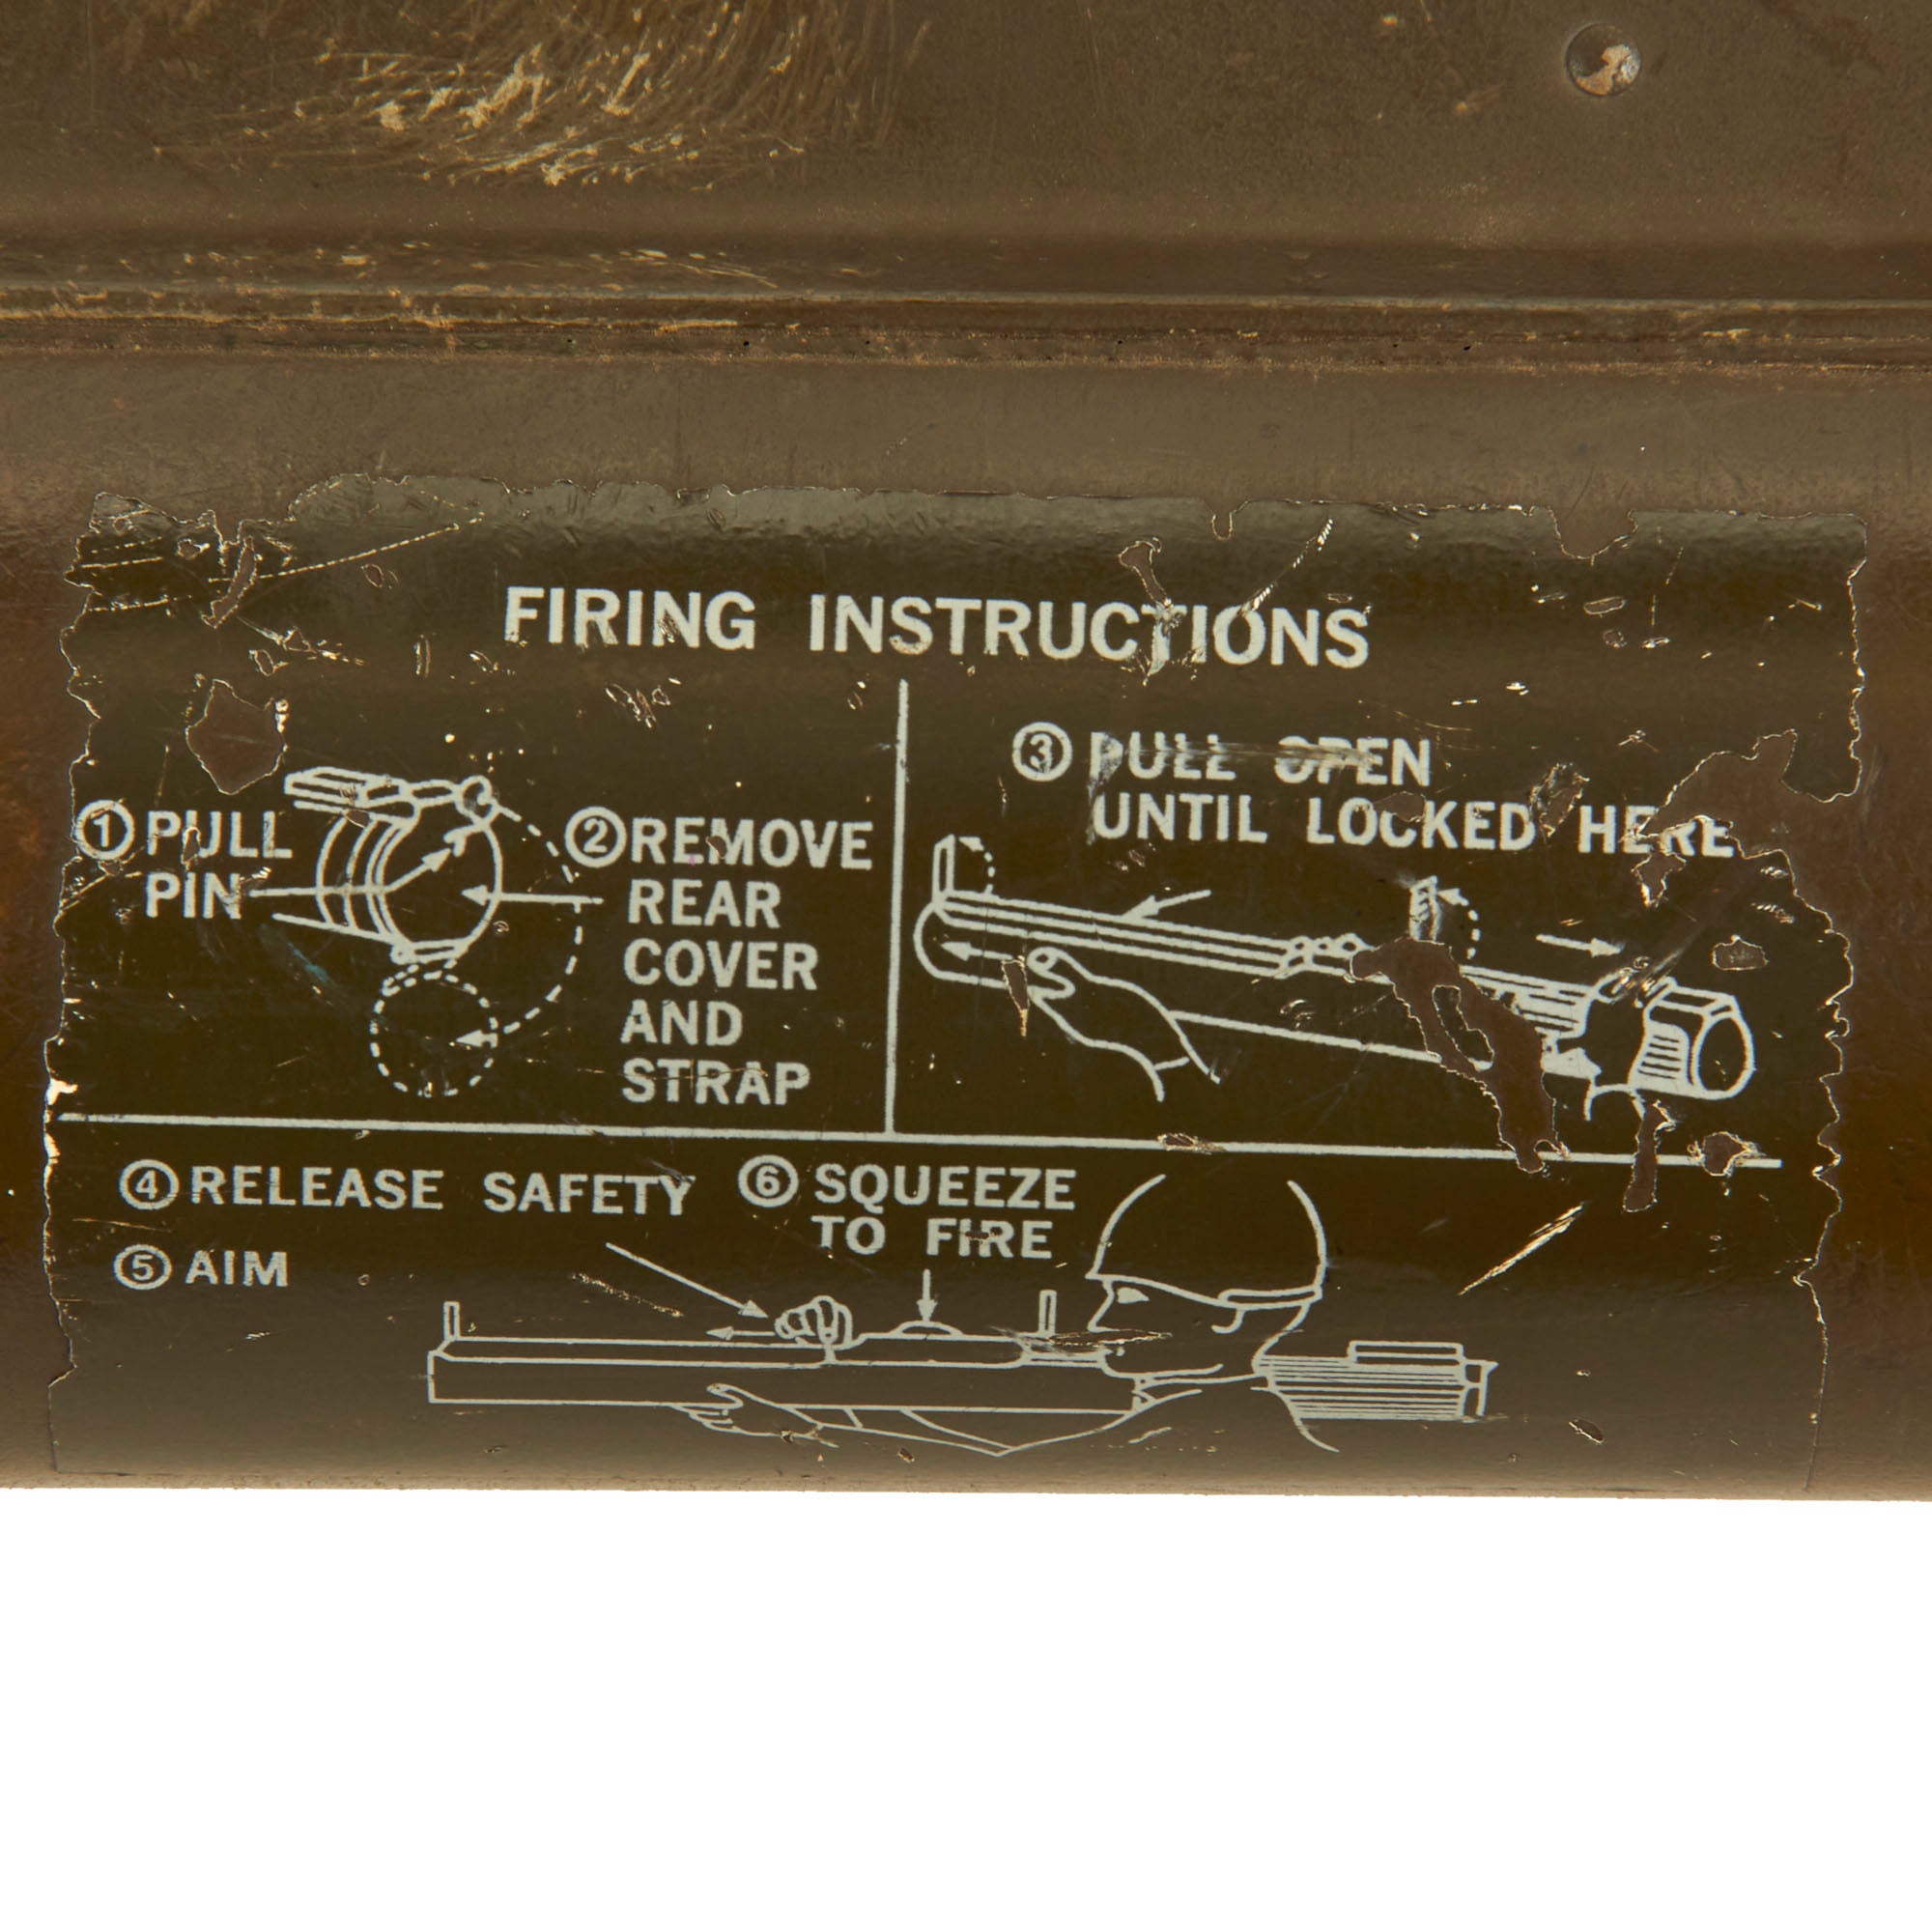 FIRING INSTRUCTIONS
① PULL
PIN
② REMOVE
REAR
COVER
AND
STRAP
③ PULL OPEN
UNTIL LOCKED HERE
④ RELEASE SAFETY
⑤ AIM
⑥ SQUEEZE
TO FIRE